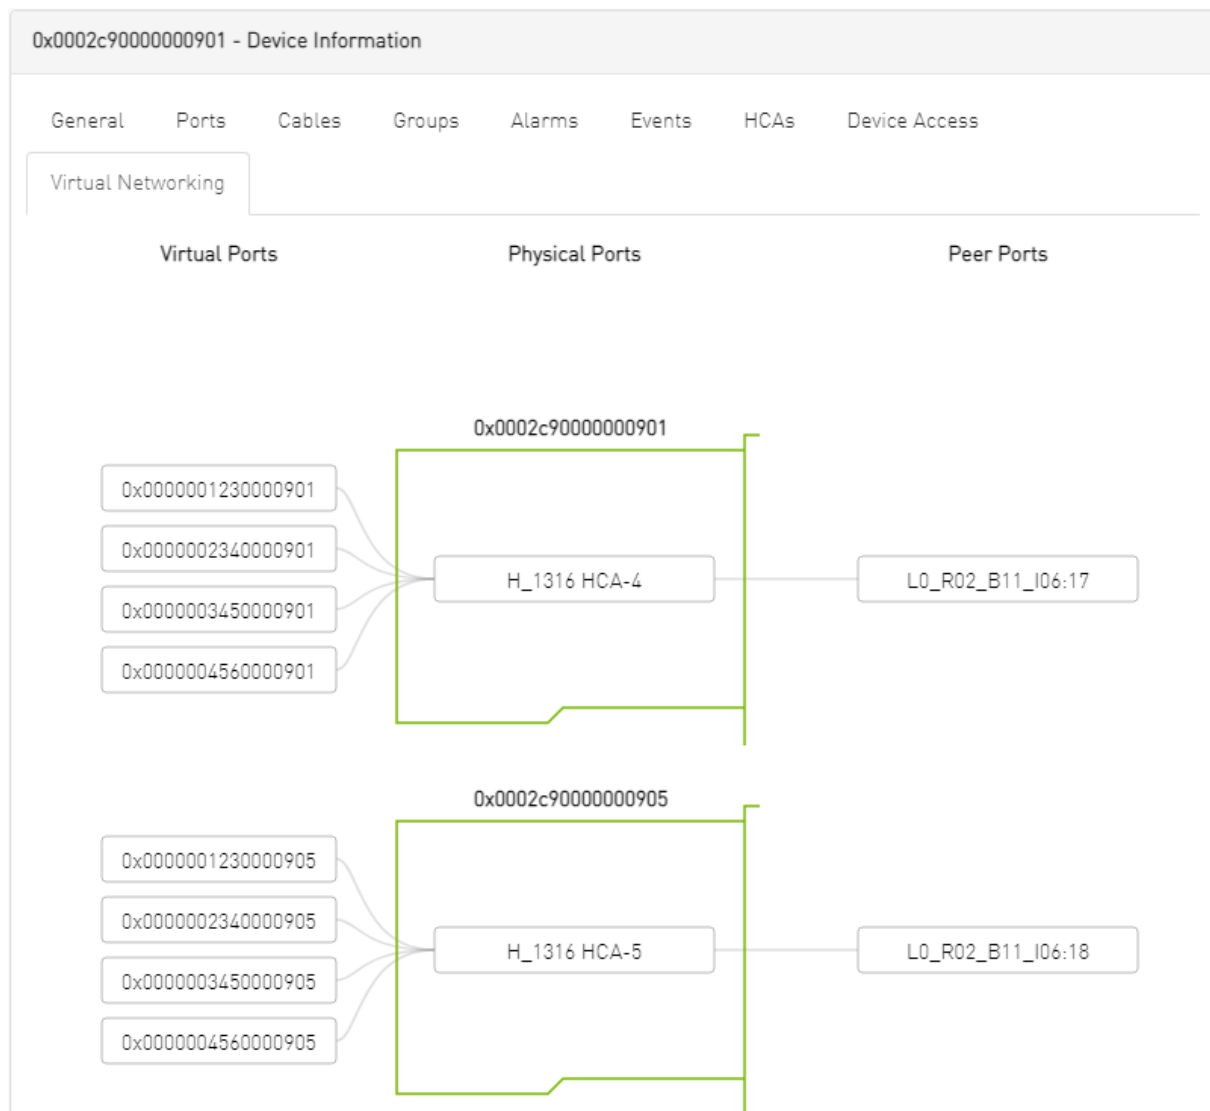 0x0002c90000000901 - Device Information
General Ports Cables Groups Alarms Events HCAs Device Access
Virtual Networking
Virtual Ports Physical Ports Peer Ports
0x0002c90000000901
0x0000001230000901
0x0000002340000901
H_1316 HCA-4 L0_R02_B11_I06:17
0x0000003450000901
0x0000004560000901
0x0002c90000000905
0x0000001230000905
0x0000002340000905
H_1316 HCA-5 L0_R02_B11_I06:18
0x0000003450000905
0x0000004560000905